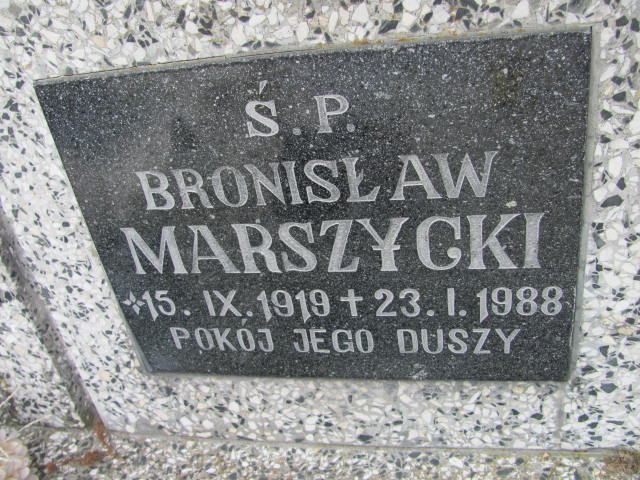 Ś. P.
BRONISŁAW
MARSZYCKI
*15. IX. 1919 + 23. I. 1988
POKÓJ JEGO DUSZY